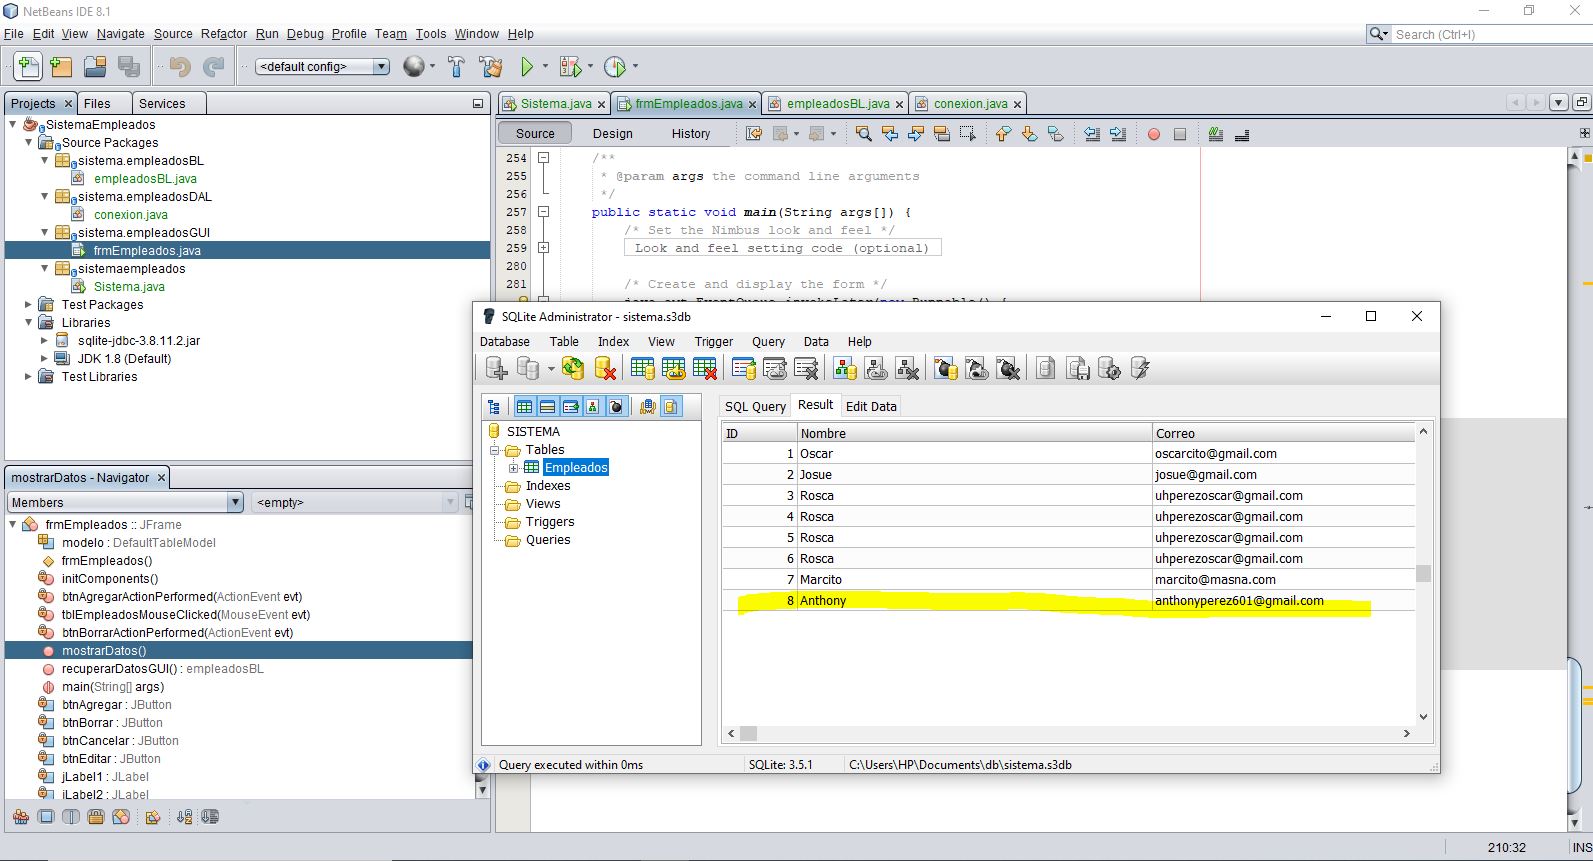 NetBeans IDE 8.1
File Edit View Navigate Source Refactor Run Debug Profile Team Tools Window Help
Search (Ctrl+I)
<default config>
Projects Files Services
SistemaEmpleados
Source Packages
sistema.empleadosBL
empleadosBL.java
sistema.empleadosDAL
conexion.java
sistema.empleadosGUI
frmEmpleados.java
sistemaempleados
Sistema.java
Test Packages
Libraries
sqlite-jdbc-3.8.11.2.jar
JDK 1.8 (Default)
Test Libraries
mostrarDatos - Navigator
Members <empty>
frmEmpleados :: JFrame
modelo : DefaultTableModel
frmEmpleados()
initComponents()
btnAgregarActionPerformed(ActionEvent evt)
tblEmpleadosMouseClicked(MouseEvent evt)
btnBorrarActionPerformed(ActionEvent evt)
mostrarDatos()
recuperarDatosGUI() : empleadosBL
main(String[] args)
btnAgregar : JButton
btnBorrar : JButton
btnCancelar : JButton
btnEditar : JButton
jLabel1 : JLabel
jLabel2 : JLabel
Sistema.java frmEmpleados.java empleadosBL.java conexion.java
Source Design History
254 /**
255 * @param args the command line arguments
256 */
257 public static void main(String args[]) {
258 /* Set the Nimbus look and feel */
259 Look and feel setting code (optional)
280
281 /* Create and display the form */
java.awt.EventQueue.invokeLater(new Runnable() {
SQLite Administrator - sistema.s3db
Database Table Index View Trigger Query Data Help
SISTEMA
Tables
Empleados
Indexes
Views
Triggers
Queries
SQL Query Result Edit Data
ID Nombre Correo
1 Oscar oscarcito@gmail.com
2 Josue josue@gmail.com
3 Rosca uhperezoscar@gmail.com
4 Rosca uhperezoscar@gmail.com
5 Rosca uhperezoscar@gmail.com
6 Rosca uhperezoscar@gmail.com
7 Marcito marcito@masna.com
8 Anthony anthonyperez601@gmail.com
Query executed within 0ms SQLite: 3.5.1 C:\Users\HP\Documents\db\sistema.s3db
210:32 INS